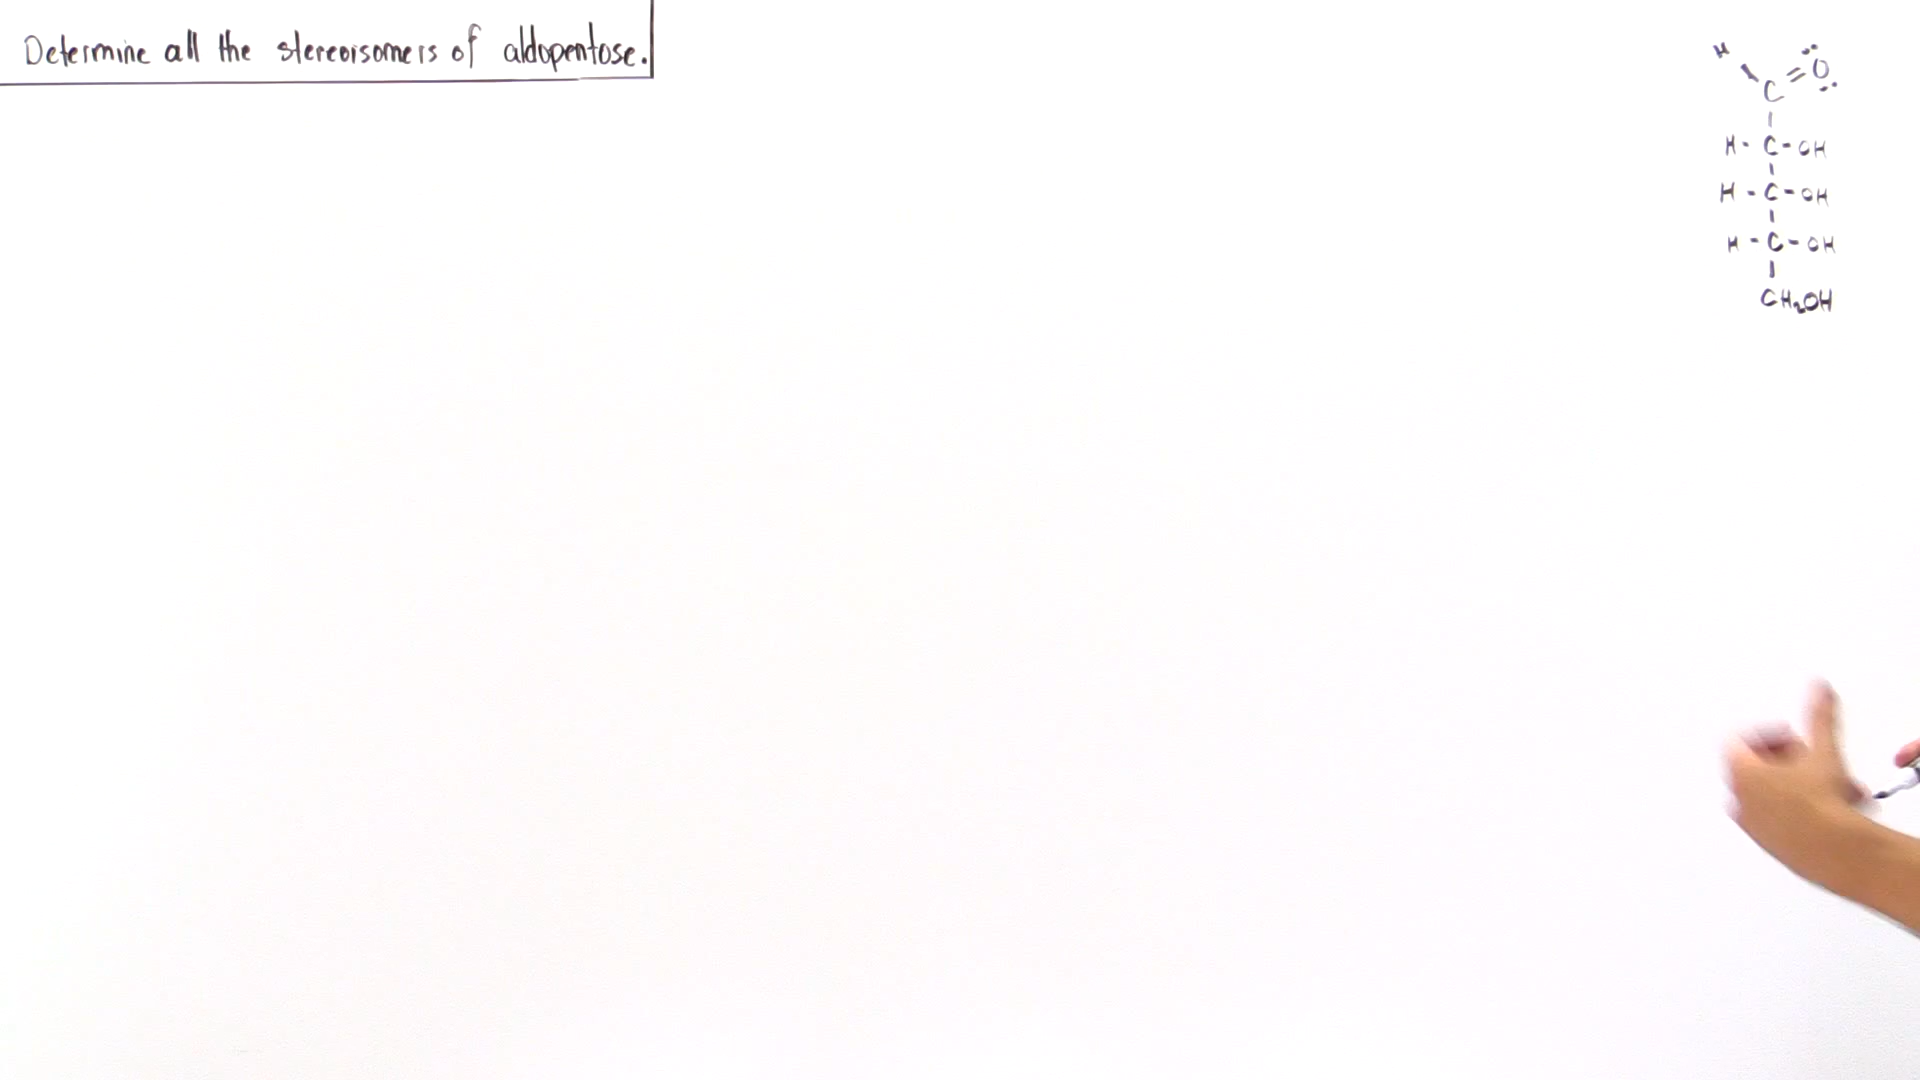 Determine all the stereoisomers of aldopentose.
H
C=O
H-C-OH
H-C-OH
H-C-OH
CH₂OH